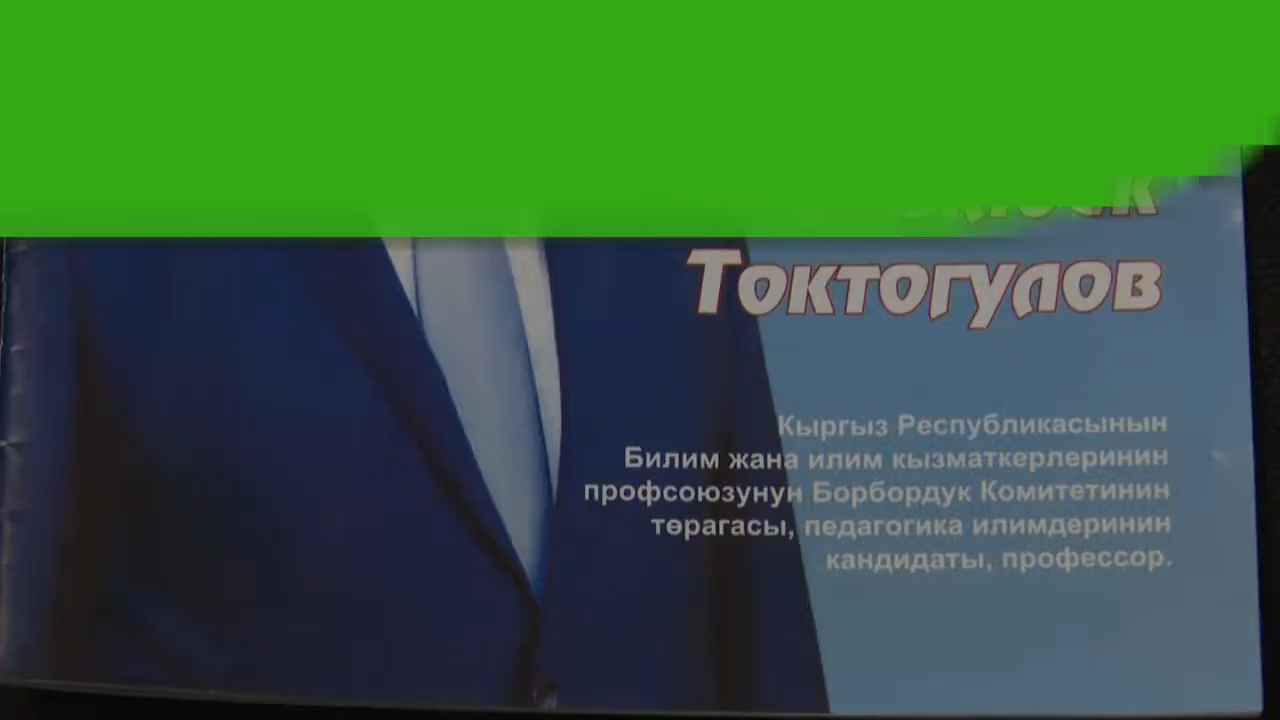 Токтогулов
Кыргыз Республикасынын
Билим жана илим кызматкерлеринин
профсоюзунун Борбордук Комитетинин
төрагасы, педагогика илимдеринин
кандидаты, профессор.